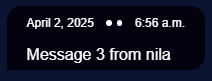 April 2, 2025 ●● 6:56 a.m.
Message 3 from nila